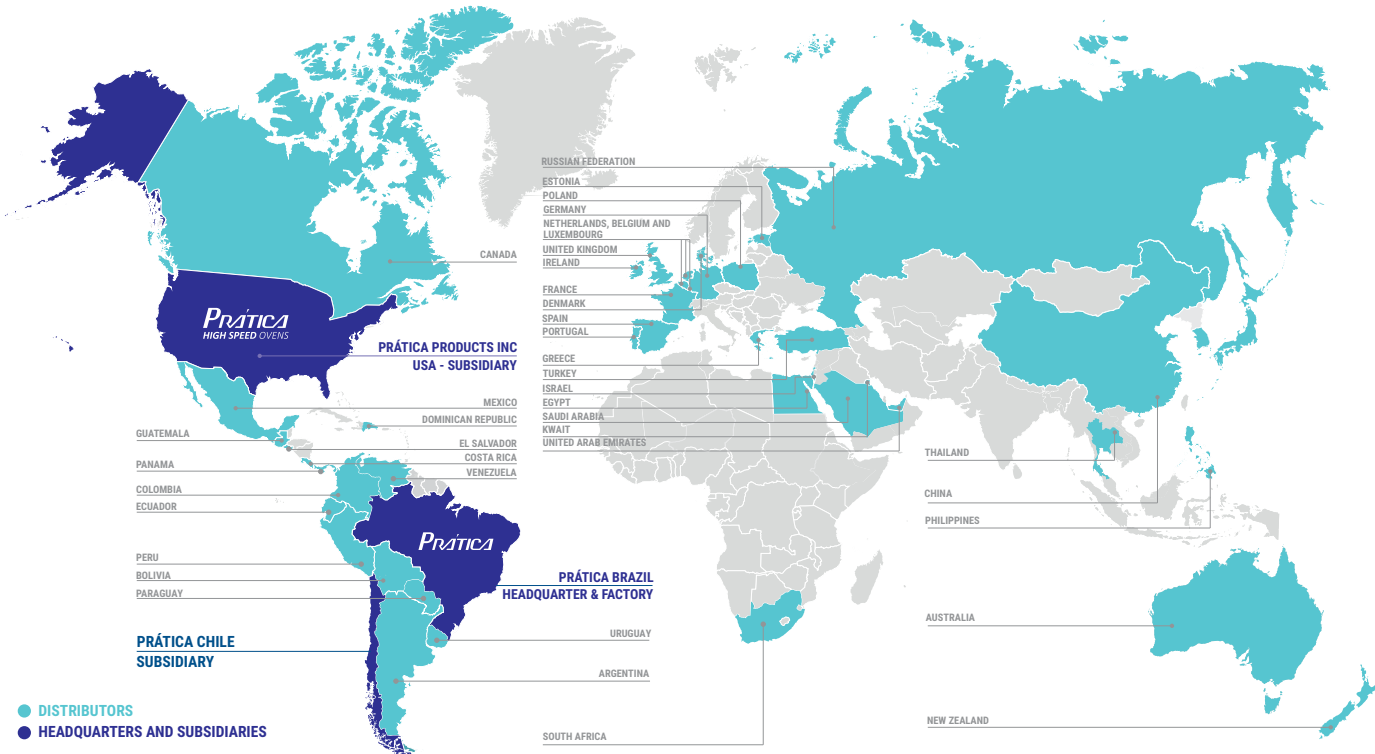 RUSSIAN FEDERATION
ESTONIA
POLAND
GERMANY
NETHERLANDS, BELGIUM AND
LUXEMBOURG
UNITED KINGDOM
IRELAND
FRANCE
DENMARK
SPAIN
PORTUGAL
GREECE
TURKEY
ISRAEL
EGYPT
SAUDI ARABIA
KWAIT
UNITED ARAB EMIRATES
CANADA
PRÁTICA
HIGH SPEED OVENS
PRÁTICA PRODUCTS INC
USA - SUBSIDIARY
MEXICO
DOMINICAN REPUBLIC
EL SALVADOR
COSTA RICA
VENEZUELA
GUATEMALA
PANAMA
COLOMBIA
ECUADOR
PERU
BOLIVIA
PARAGUAY
PRÁTICA
PRÁTICA BRAZIL
HEADQUARTER & FACTORY
PRÁTICA CHILE
SUBSIDIARY
URUGUAY
ARGENTINA
SOUTH AFRICA
THAILAND
CHINA
PHILIPPINES
AUSTRALIA
NEW ZEALAND
DISTRIBUTORS
HEADQUARTERS AND SUBSIDIARIES